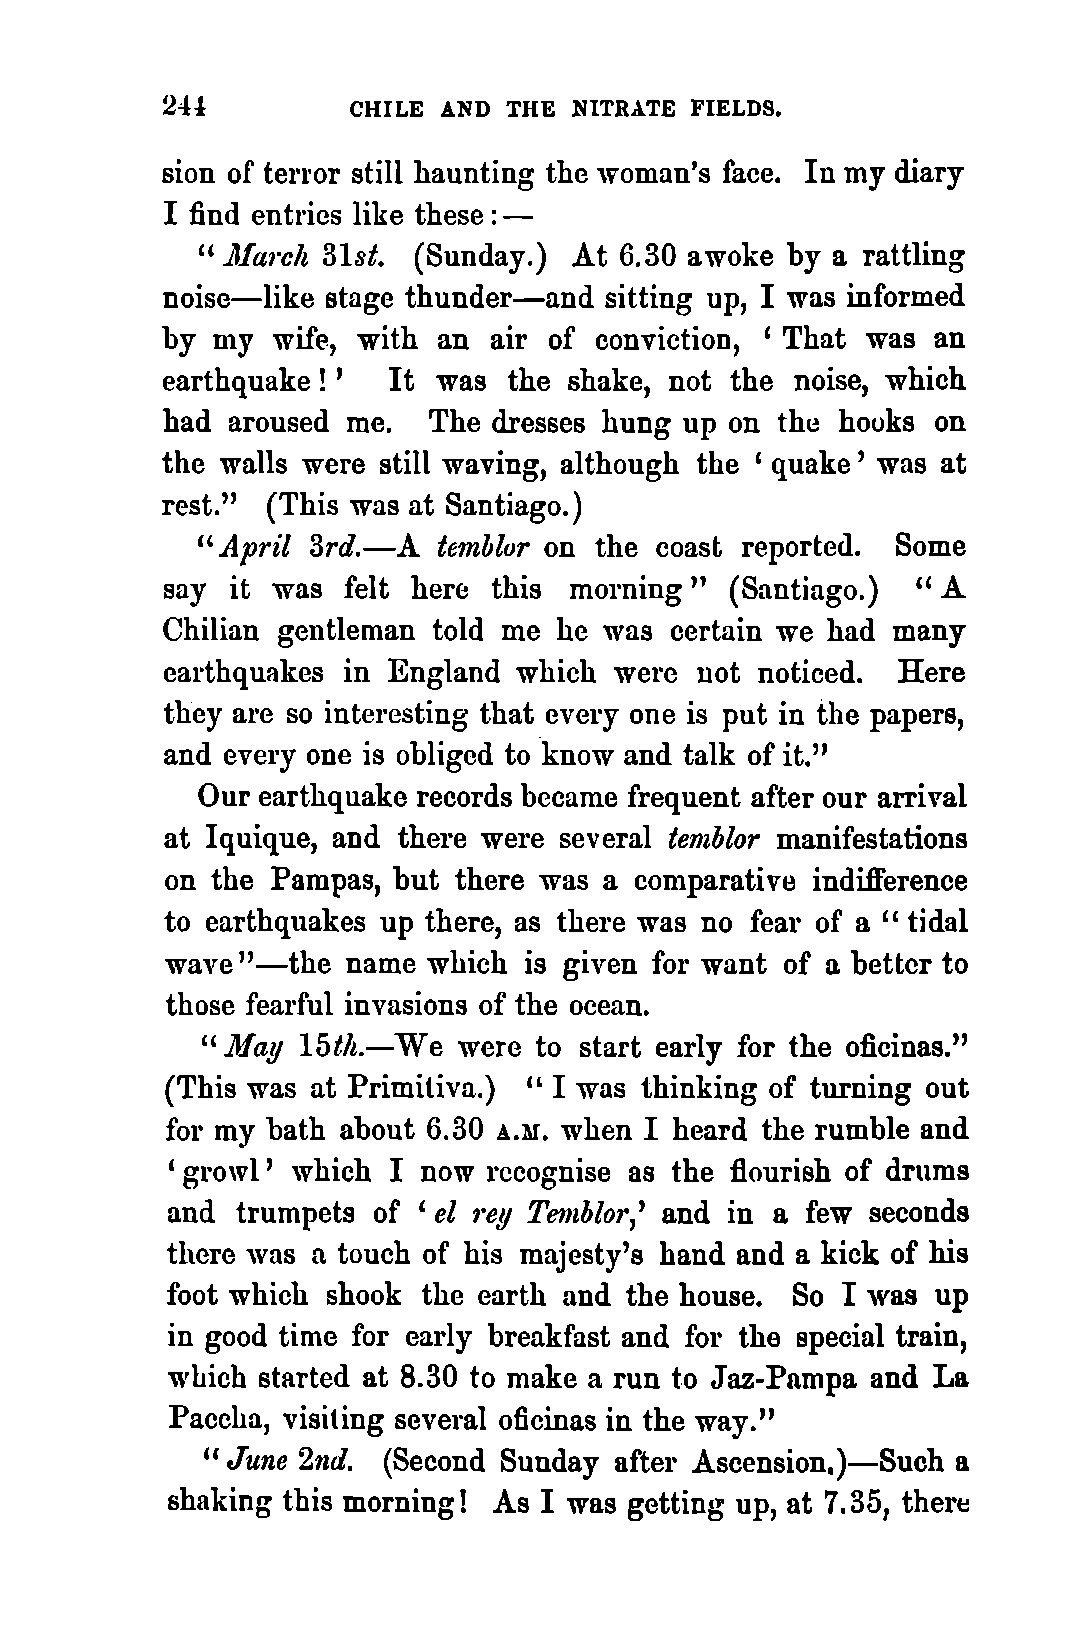 244 CHILE AND THE NITRATE FIELDS.
sion of terror still haunting the woman's face. In my diary
I find entries like these:—
"March 31st. (Sunday.) At 6.30 awoke by a rattling
noise—like stage thunder—and sitting up, I was informed
by my wife, with an air of conviction, 'That was an
earthquake!' It was the shake, not the noise, which
had aroused me. The dresses hung up on the hooks on
the walls were still waving, although the 'quake' was at
rest." (This was at Santiago.)
"April 3rd.—A temblor on the coast reported. Some
say it was felt here this morning" (Santiago.) "A
Chilian gentleman told me he was certain we had many
earthquakes in England which were not noticed. Here
they are so interesting that every one is put in the papers,
and every one is obliged to know and talk of it."
Our earthquake records became frequent after our arrival
at Iquique, and there were several temblor manifestations
on the Pampas, but there was a comparative indifference
to earthquakes up there, as there was no fear of a "tidal
wave"—the name which is given for want of a better to
those fearful invasions of the ocean.
"May 15th.—We were to start early for the oficinas."
(This was at Primitiva.) "I was thinking of turning out
for my bath about 6.30 A.M. when I heard the rumble and
'growl' which I now recognise as the flourish of drums
and trumpets of 'el rey Temblor,' and in a few seconds
there was a touch of his majesty's hand and a kick of his
foot which shook the earth and the house. So I was up
in good time for early breakfast and for the special train,
which started at 8.30 to make a run to Jaz-Pampa and La
Paccha, visiting several oficinas in the way."
"June 2nd. (Second Sunday after Ascension.)—Such a
shaking this morning! As I was getting up, at 7.35, there